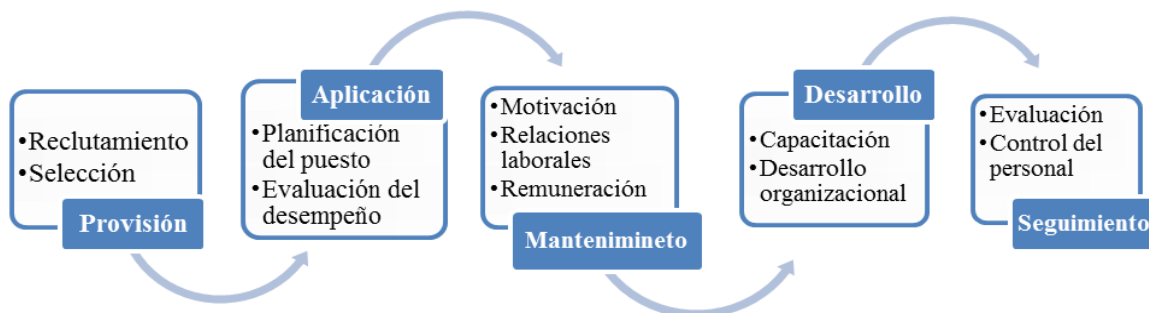 •Reclutamiento
•Selección
Provisión
Aplicación
•Planificación
del puesto
•Evaluación del
desempeño
•Motivación
•Relaciones
laborales
•Remuneración
Mantenimineto
Desarrollo
•Capacitación
•Desarrollo
organizacional
•Evaluación
•Control del
personal
Seguimiento